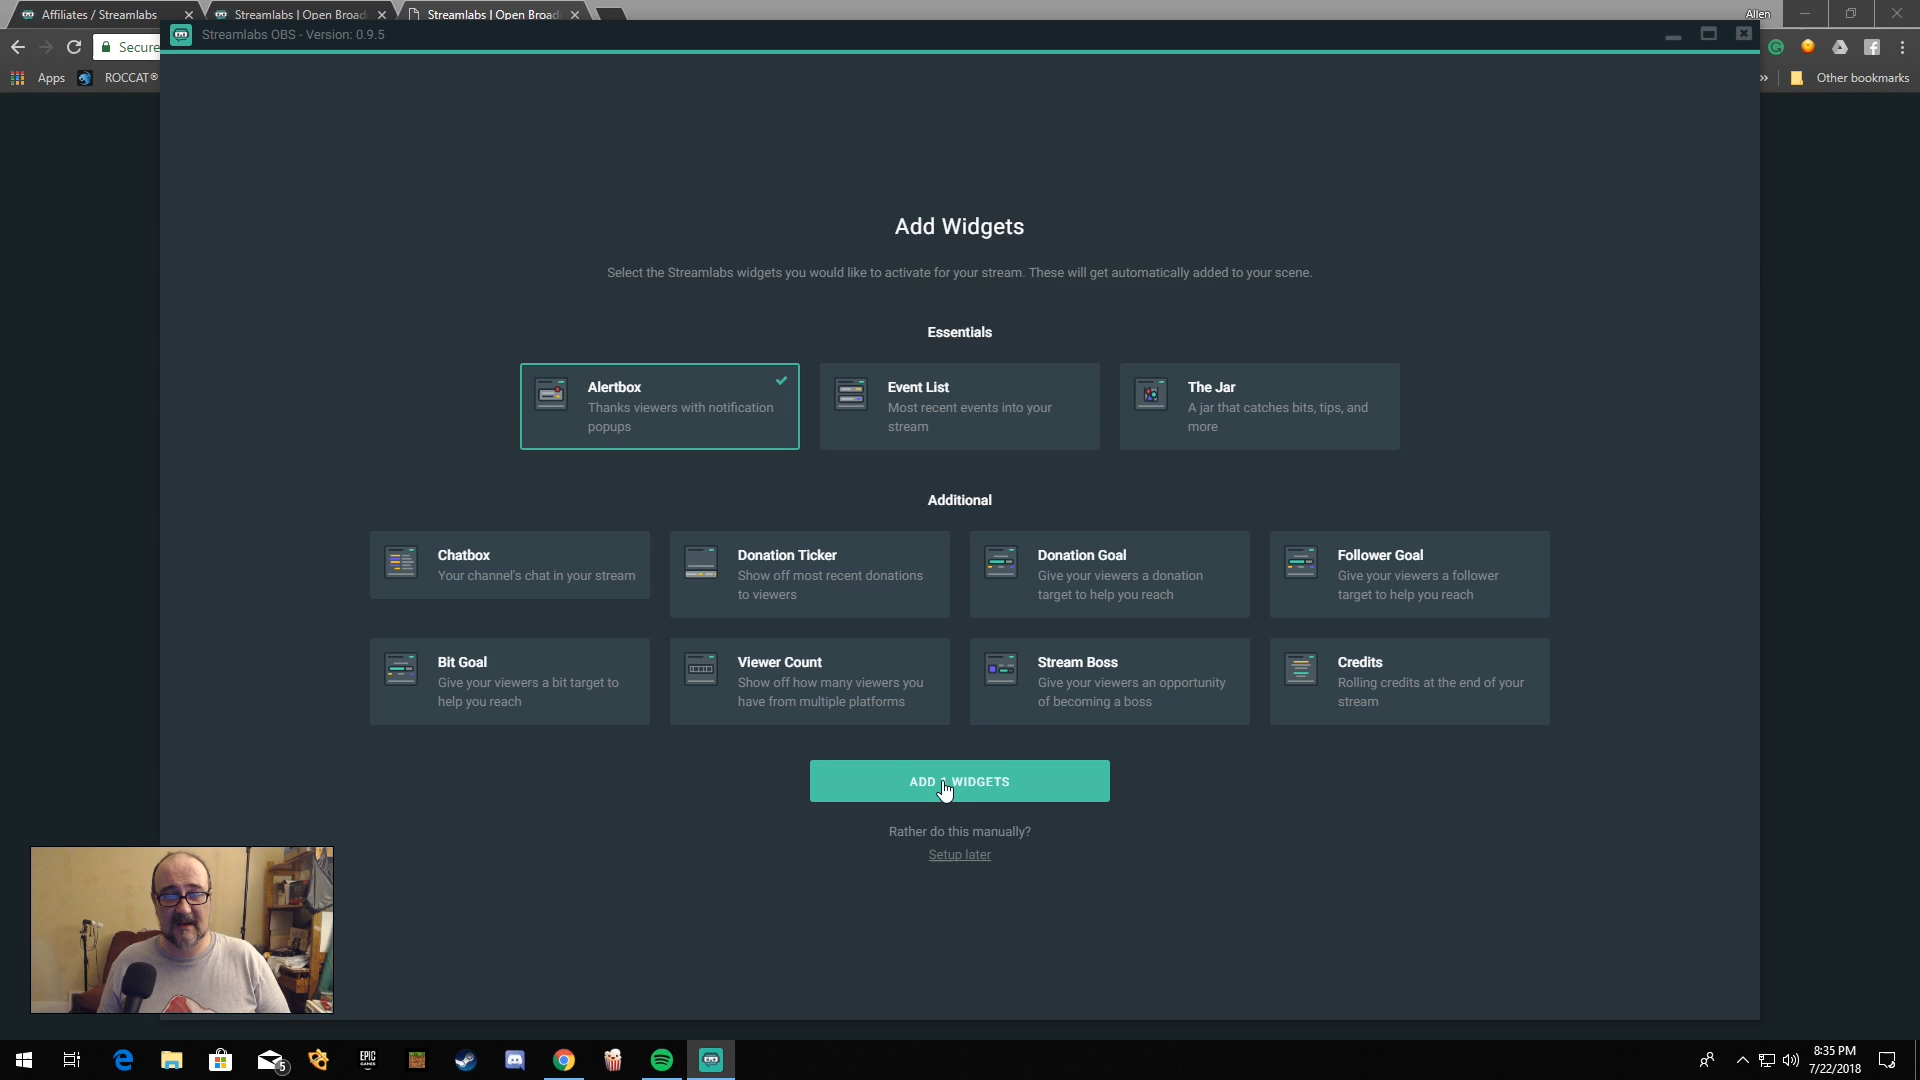 Affiliates / Streamlabs
Streamlabs | Open Broad
Streamlabs | Open Broad
Allen
Streamlabs OBS - Version: 0.9.5
Secure
Apps
ROCCAT®
»
Other bookmarks
Add Widgets
Select the Streamlabs widgets you would like to activate for your stream. These will get automatically added to your scene.
Essentials
Alertbox
Thanks viewers with notification
popups
Event List
Most recent events into your
stream
The Jar
A jar that catches bits, tips, and
more
Additional
Chatbox
Your channel's chat in your stream
Donation Ticker
Show off most recent donations
to viewers
Donation Goal
Give your viewers a donation
target to help you reach
Follower Goal
Give your viewers a follower
target to help you reach
Bit Goal
Give your viewers a bit target to
help you reach
Viewer Count
Show off how many viewers you
have from multiple platforms
Stream Boss
Give your viewers an opportunity
of becoming a boss
Credits
Rolling credits at the end of your
stream
ADD WIDGETS
Rather do this manually?
Setup later
EPIC
GAMES
5
8:35 PM
7/22/2018